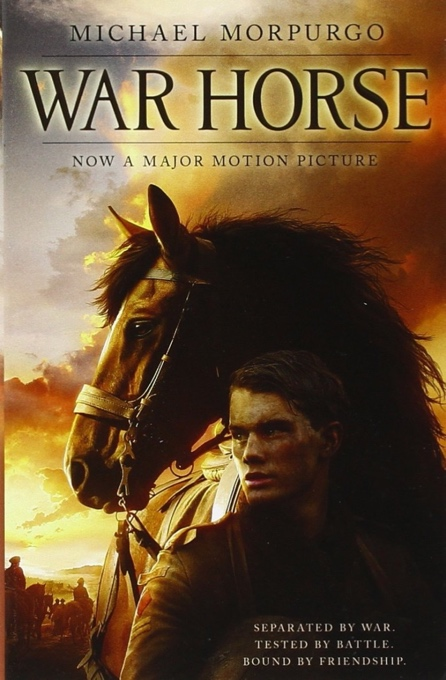 MICHAEL MORPURGO
WAR HORSE
NOW A MAJOR MOTION PICTURE
SEPARATED BY WAR.
TESTED BY BATTLE.
BOUND BY FRIENDSHIP.